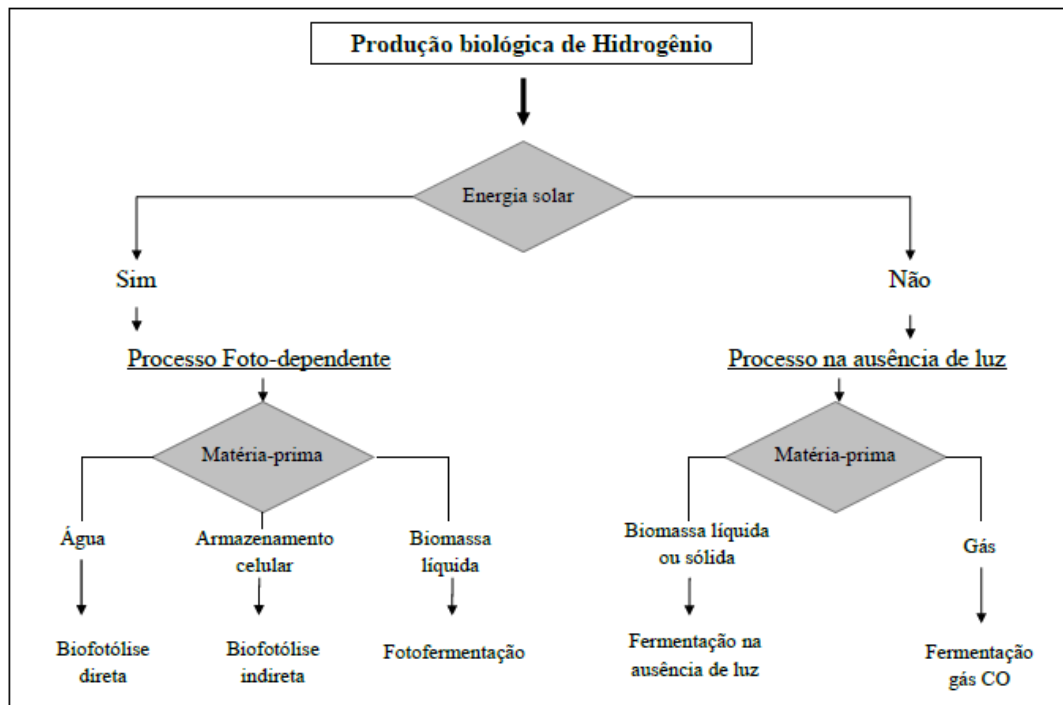 Produção biológica de Hidrogênio
Energia solar
Sim
Não
Processo Foto-dependente
Processo na ausência de luz
Matéria-prima
Matéria-prima
Água
Armazenamento
celular
Biomassa
líquida
Biomassa líquida
ou sólida
Gás
Biofotólise
direta
Biofotólise
indireta
Fotofermentação
Fermentação na
ausência de luz
Fermentação
gás CO